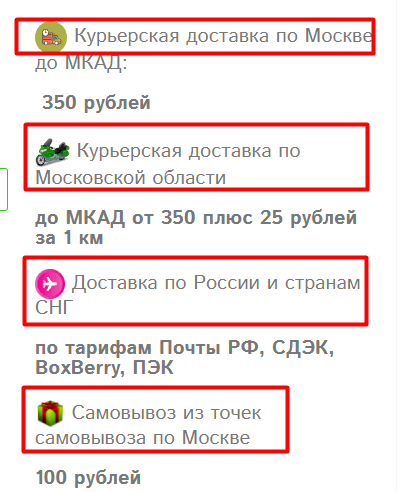 Курьерская доставка по Москве
до МКАД:
350 рублей
Курьерская доставка по
Московской области
до МКАД от 350 плюс 25 рублей
за 1 км
Доставка по России и странам
СНГ
по тарифам Почты РФ, СДЭК,
BoxBerry, ПЭК
Самовывоз из точек
самовывоза по Москве
100 рублей